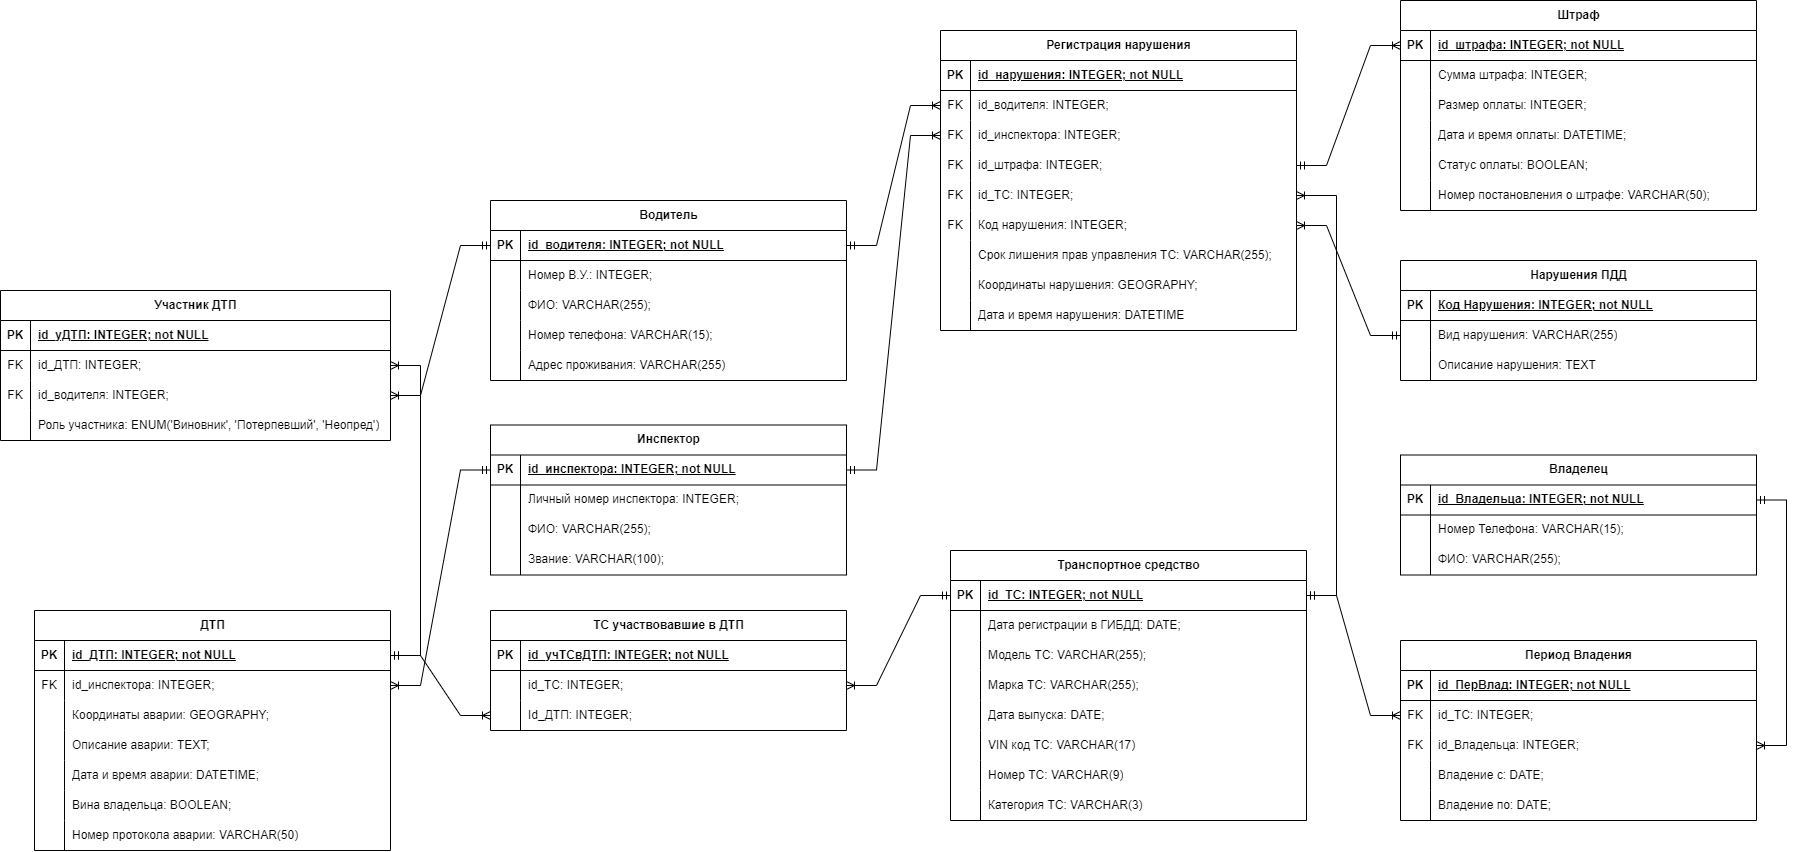 Участник ДТП
PK id_уДТП: INTEGER; not NULL
FK id_ДТП: INTEGER;
FK id_водителя: INTEGER;
Роль участника: ENUM('Виновник', 'Потерпевший', 'Неопред')
ДТП
PK id_ДТП: INTEGER; not NULL
FK id_инспектора: INTEGER;
Координаты аварии: GEOGRAPHY;
Описание аварии: TEXT;
Дата и время аварии: DATETIME;
Вина владельца: BOOLEAN;
Номер протокола аварии: VARCHAR(50)
Водитель
PK id_водителя: INTEGER; not NULL
Номер В.У.: INTEGER;
ФИО: VARCHAR(255);
Номер телефона: VARCHAR(15);
Адрес проживания: VARCHAR(255)
Инспектор
PK id_инспектора: INTEGER; not NULL
Личный номер инспектора: INTEGER;
ФИО: VARCHAR(255);
Звание: VARCHAR(100);
ТС участвовавшие в ДТП
PK id_учТСвДТП: INTEGER; not NULL
id_ТС: INTEGER;
Id_ДТП: INTEGER;
Регистрация нарушения
PK id_нарушения: INTEGER; not NULL
FK id_водителя: INTEGER;
FK id_инспектора: INTEGER;
FK id_штрафа: INTEGER;
FK id_ТС: INTEGER;
FK Код нарушения: INTEGER;
Срок лишения прав управления ТС: VARCHAR(255);
Координаты нарушения: GEOGRAPHY;
Дата и время нарушения: DATETIME
Транспортное средство
PK id_ТС: INTEGER; not NULL
Дата регистрации в ГИБДД: DATE;
Модель ТС: VARCHAR(255);
Марка ТС: VARCHAR(255);
Дата выпуска: DATE;
VIN код ТС: VARCHAR(17)
Номер ТС: VARCHAR(9)
Категория ТС: VARCHAR(3)
Штраф
PK id_штрафа: INTEGER; not NULL
Сумма штрафа: INTEGER;
Размер оплаты: INTEGER;
Дата и время оплаты: DATETIME;
Статус оплаты: BOOLEAN;
Номер постановления о штрафе: VARCHAR(50);
Нарушения ПДД
PK Код Нарушения: INTEGER; not NULL
Вид нарушения: VARCHAR(255)
Описание нарушения: TEXT
Владелец
PK id_Владельца: INTEGER; not NULL
Номер Телефона: VARCHAR(15);
ФИО: VARCHAR(255);
Период Владения
PK id_ПерВлад: INTEGER; not NULL
FK id_ТС: INTEGER;
FK id_Владельца: INTEGER;
Владение с: DATE;
Владение по: DATE;